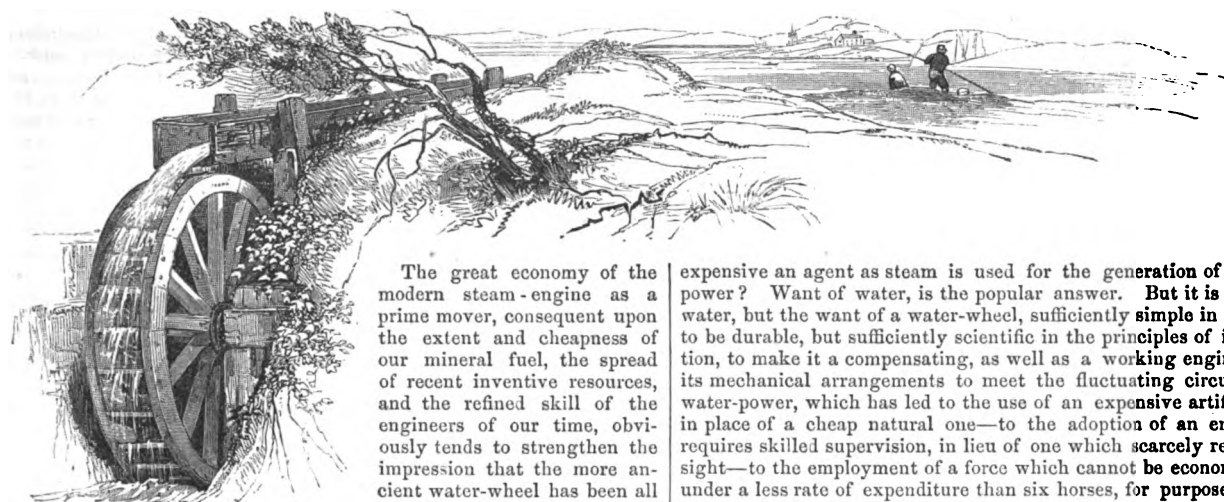 The great economy of the
modern steam-engine as a
prime mover, consequent upon
the extent and cheapness of
our mineral fuel, the spread
of recent inventive resources,
and the refined skill of the
engineers of our time, obvi-
ously tends to strengthen the
impression that the more an-
cient water-wheel has been all
expensive an agent as steam is used for the generation of
power? Want of water, is the popular answer. But it is
water, but the want of a water-wheel, sufficiently simple in
to be durable, but sufficiently scientific in the principles of i
tion, to make it a compensating, as well as a working engin
its mechanical arrangements to meet the fluctuating circu
water-power, which has led to the use of an expensive artif
in place of a cheap natural one—to the adoption of an en
requires skilled supervision, in lieu of one which scarcely re
sight—to the employment of a force which cannot be econom
under a less rate of expenditure than six horses, for purpose